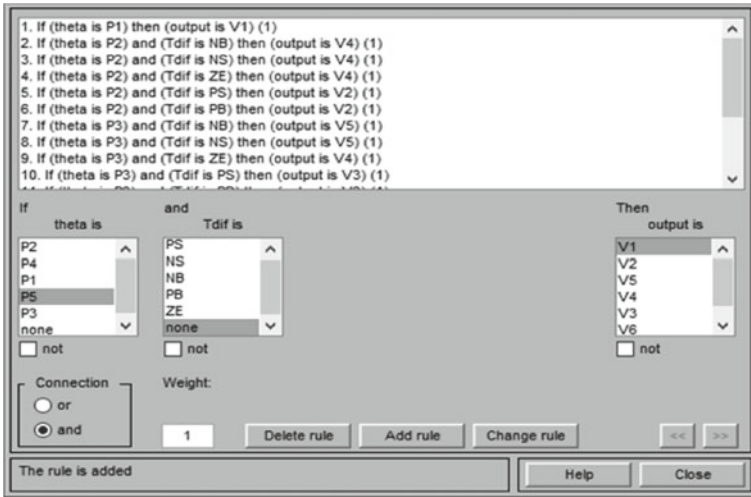 1. If (theta is P1) then (output is V1) (1)
2. If (theta is P2) and (Tdif is NB) then (output is V4) (1)
3. If (theta is P2) and (Tdif is NS) then (output is V4) (1)
4. If (theta is P2) and (Tdif is ZE) then (output is V4) (1)
5. If (theta is P2) and (Tdif is PS) then (output is V2) (1)
6. If (theta is P2) and (Tdif is PB) then (output is V2) (1)
7. If (theta is P3) and (Tdif is NB) then (output is V5) (1)
8. If (theta is P3) and (Tdif is NS) then (output is V5) (1)
9. If (theta is P3) and (Tdif is ZE) then (output is V4) (1)
10. If (theta is P3) and (Tdif is PS) then (output is V3) (1)
If and Then
theta is Tdif is output is
P2 PS V1
P4 NS V2
P1 NB V5
P5 PB V4
P3 ZE V3
none none V6
not not not
Connection Weight:
or
and 1 Delete rule Add rule Change rule << >>
The rule is added Help Close